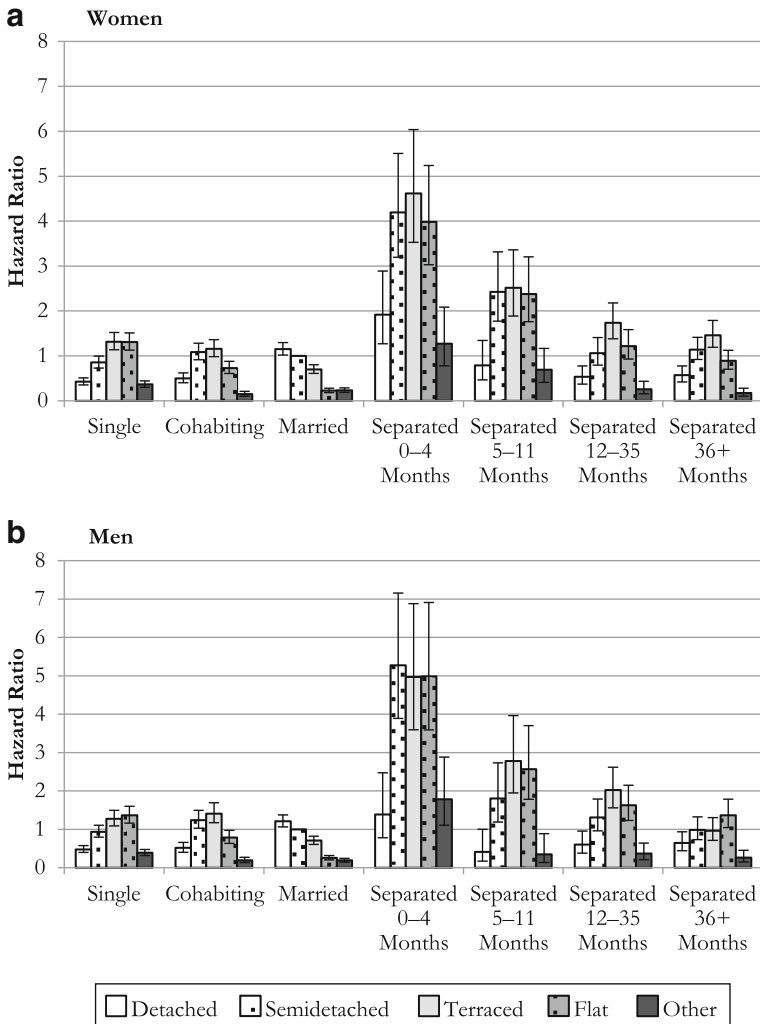 a Women
8
7
6
5
4
3
2
1
0
Hazard Ratio
Single Cohabiting Married Separated Separated Separated Separated
0–4 5–11 12–35 36+
Months Months Months Months
b Men
8
7
6
5
4
3
2
1
0
Hazard Ratio
Single Cohabiting Married Separated Separated Separated Separated
0–4 5–11 12–35 36+
Months Months Months Months
Detached Semidetached Terraced Flat Other